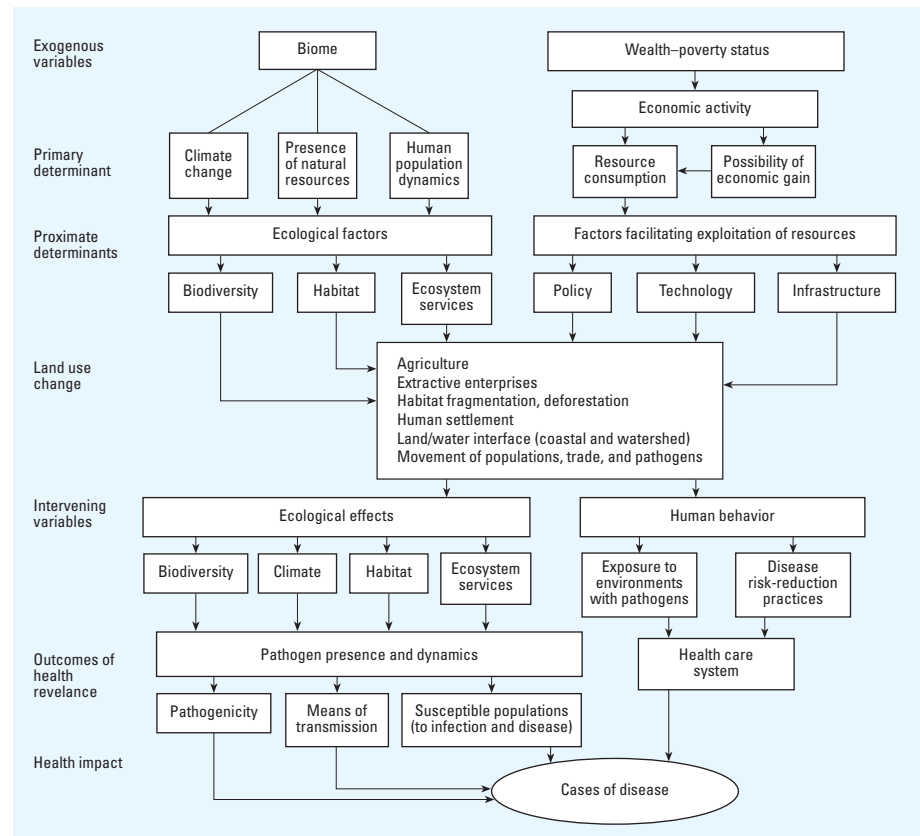 Exogenous
variables
Biome
Wealth–poverty status
Economic activity
Primary
determinant
Climate
change
Presence
of natural
resources
Human
population
dynamics
Resource
consumption
Possibility of
economic gain
Proximate
determinants
Ecological factors
Factors facilitating exploitation of resources
Biodiversity
Habitat
Ecosystem
services
Policy
Technology
Infrastructure
Land use
change
Agriculture
Extractive enterprises
Habitat fragmentation, deforestation
Human settlement
Land/water interface (coastal and watershed)
Movement of populations, trade, and pathogens
Intervening
variables
Ecological effects
Human behavior
Biodiversity
Climate
Habitat
Ecosystem
services
Exposure to
environments
with pathogens
Disease
risk-reduction
practices
Outcomes of
health
revelance
Pathogen presence and dynamics
Health care
system
Pathogenicity
Means of
transmission
Susceptible populations
(to infection and disease)
Health impact
Cases of disease